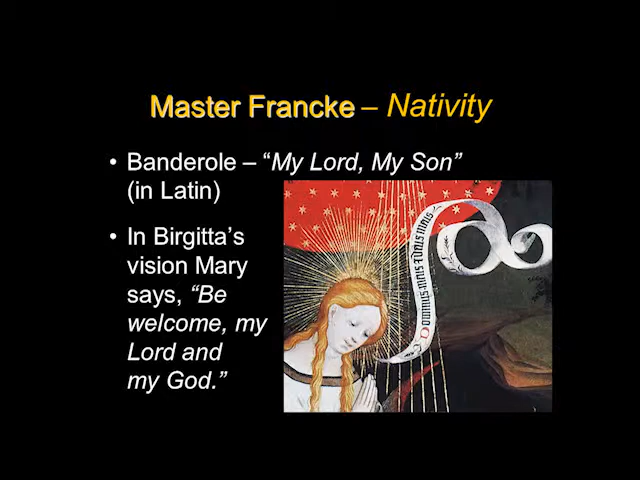 Master Francke – Nativity
• Banderole – “My Lord, My Son”
(in Latin)
• In Birgitta’s
vision Mary
says, “Be
welcome, my
Lord and
my God.”